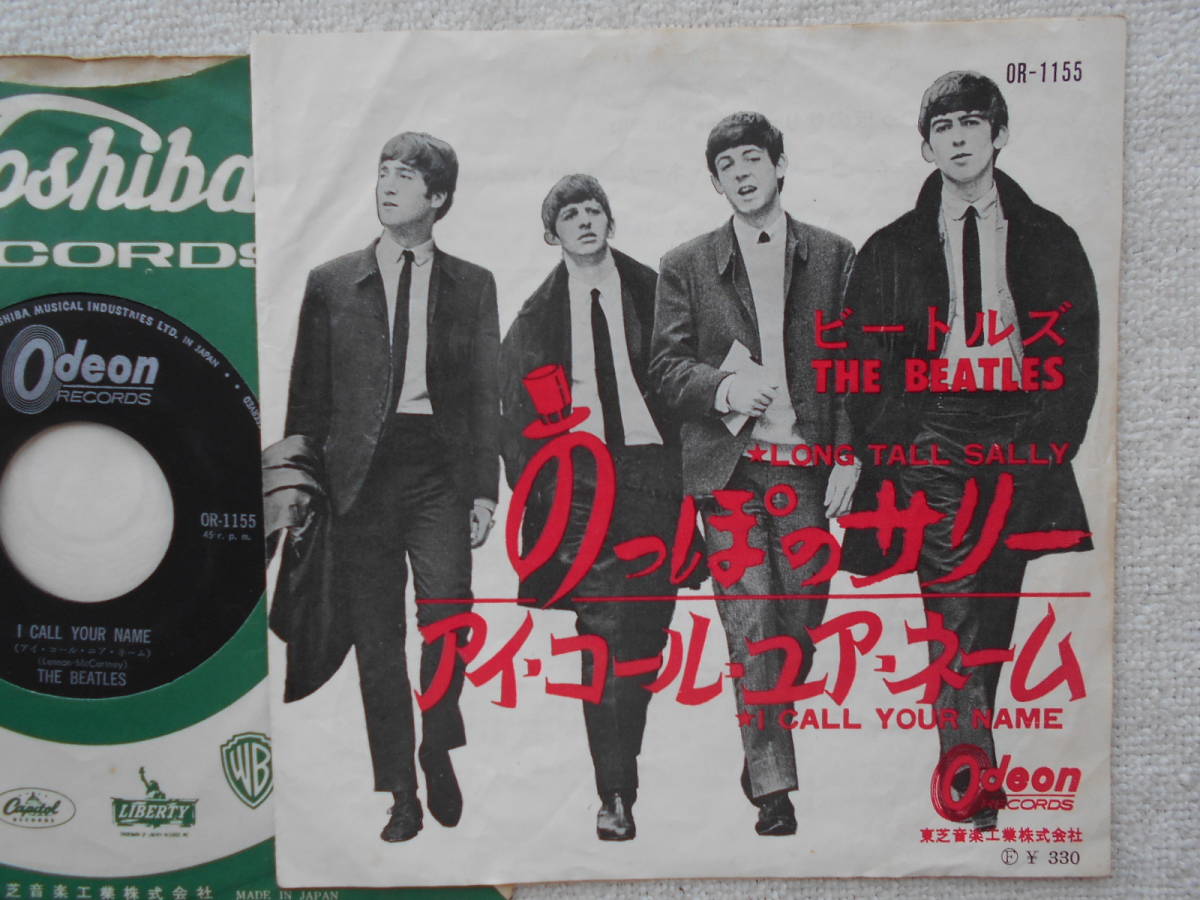 oshiba
CORDS
SHIBA MUSICAL INDUSTRIES LTD. IN JAPAN
Odeon
RECORDS
OR-1155
45 r. p. m.
I CALL YOUR NAME
(アイ・コール・ユア・ネーム)
(Lennon-McCartney)
THE BEATLES
Capitol
RECORDS
LIBERTY
WB
芝音楽工業株式会社
MADE IN JAPAN
OR-1155
ビートルズ
THE BEATLES
★LONG TALL SALLY
のっぽのサリー
アイ・コール・ユア・ネーム
★I CALL YOUR NAME
Odeon
RECORDS
東芝音楽工業株式会社
Ⓕ ¥ 330